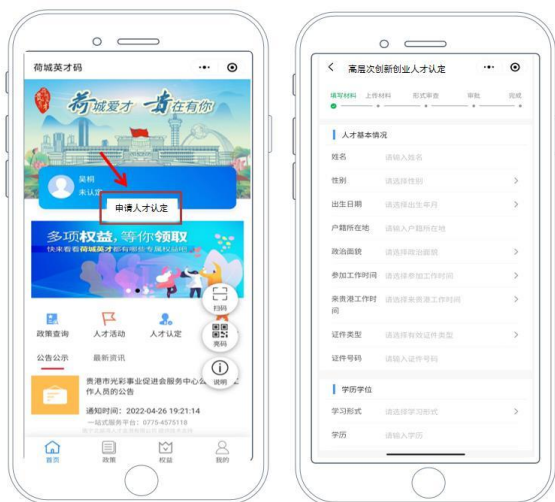 荷城英才码
荷城爱才 贵在有你
吴桐
未认定
申请人才认定
多项权益,等你领取
快来看看荷城英才都有哪些专属权益吧
扫码
亮码
说明
政策查询
人才活动
人才认定
公告公示
最新资讯
贵港市光彩事业促进会服务中心公
作人员的公告
通知时间：2022-04-26 19:21:14
一站式服务平台：0775-4575118
首页
政策
权益
我的
高层次创新创业人才认定
填写材料
上传材料
形式审查
审批
完成
人才基本情况
姓名 请输入姓名
性别 请选择性别
出生日期 请选择出生年月
户籍所在地 请输入户籍所在地
政治面貌 请选择政治面貌
参加工作时间 请选择参加工作时间
来贵港工作时
间
请选择来贵港工作时间
证件类型 请选择有效证件类型
证件号码 请输入证件号码
学历学位
学习形式 请选择学习形式
学历 请输入学历